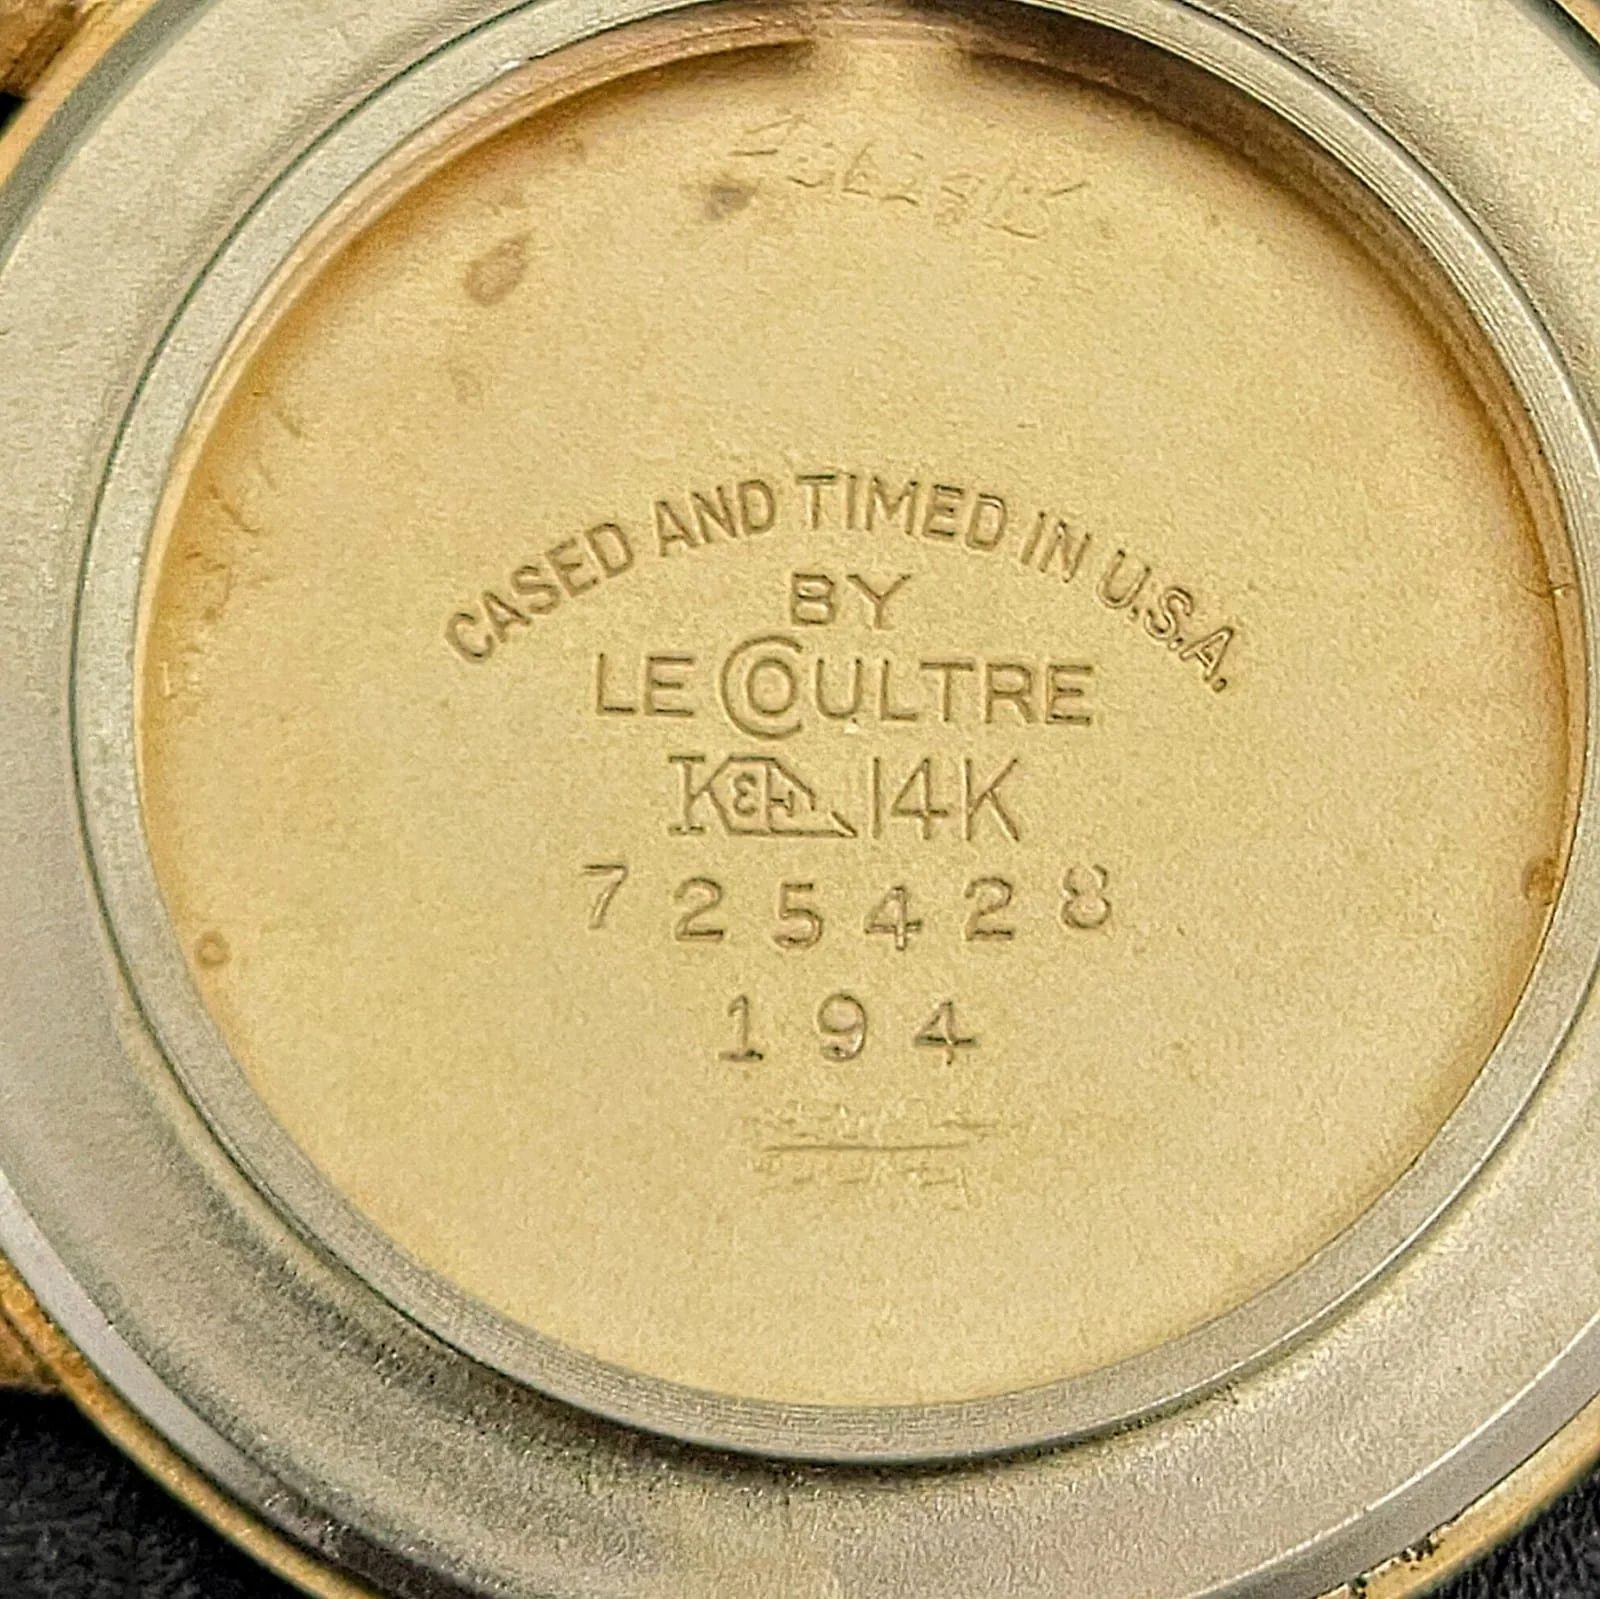 CASED AND TIMED IN U.S.A.
BY
LECOULTRE
K&E 14K
725428
194